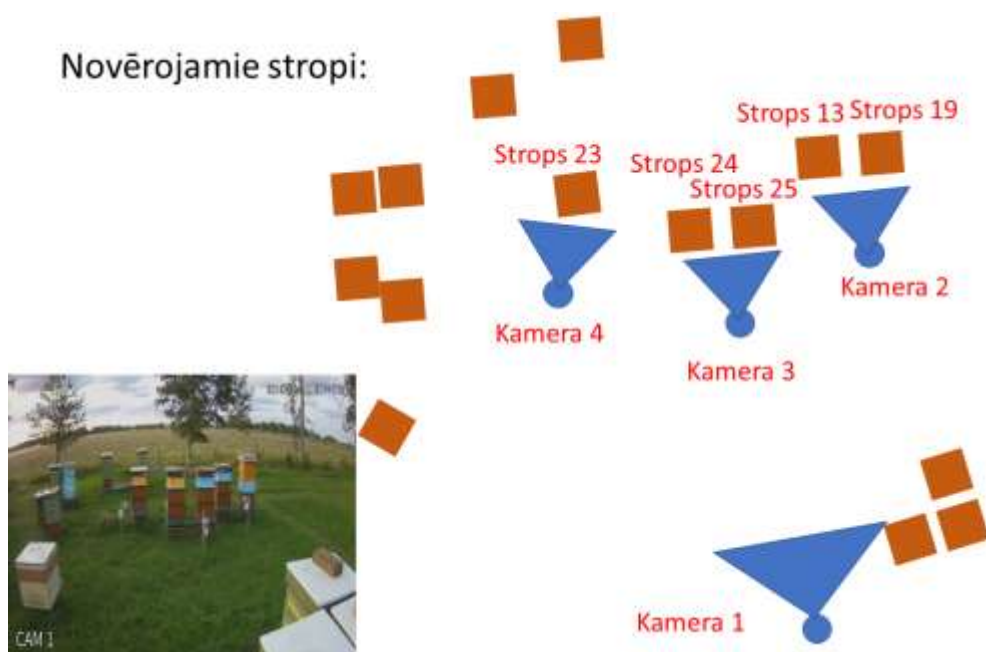 Novērojamie stropi:
Strops 13 Strops 19
Strops 23
Strops 24
Strops 25
Kamera 2
Kamera 4
Kamera 3
Kamera 1
CAM 1